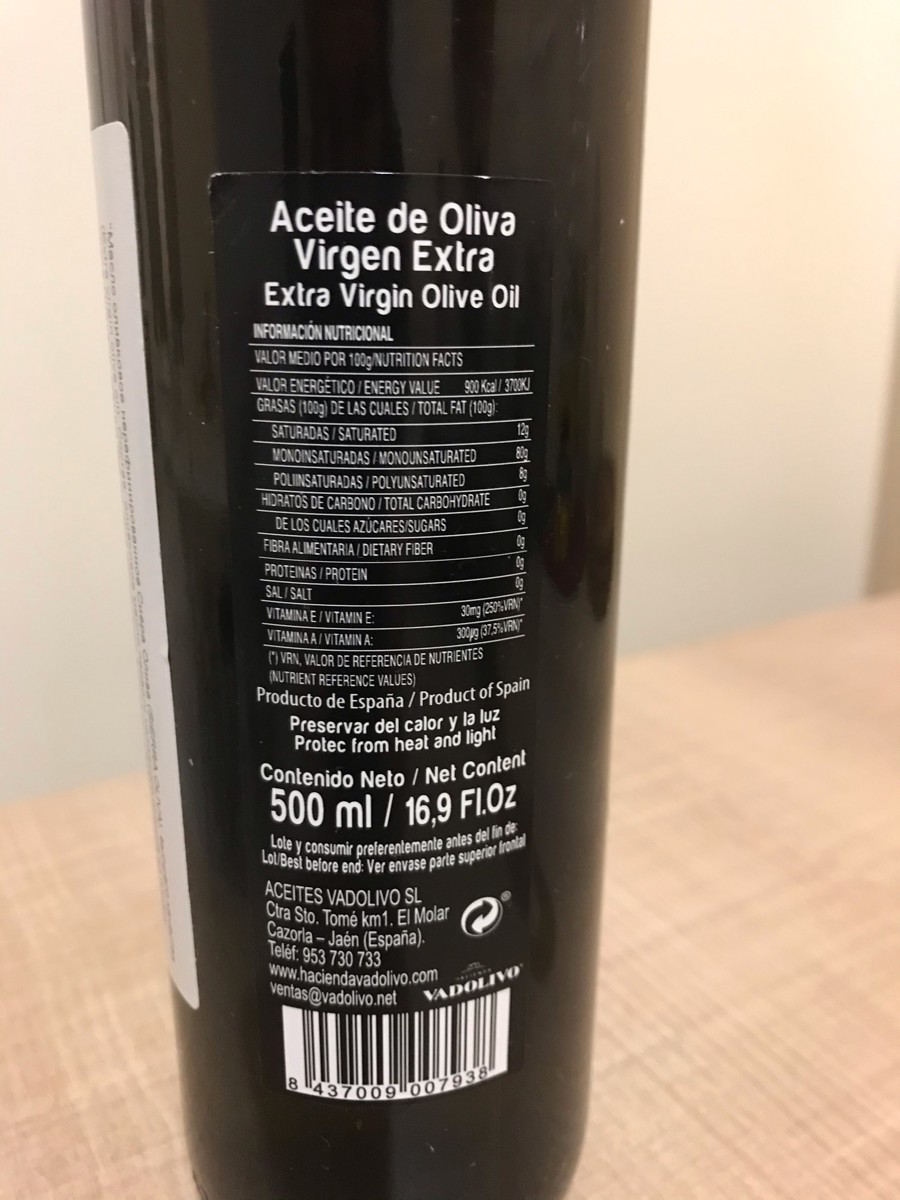 Aceite de Oliva
Virgen Extra
Extra Virgin Olive Oil
INFORMACIÓN NUTRICIONAL
VALOR MEDIO POR 100g/NUTRITION FACTS
VALOR ENERGÉTICO / ENERGY VALUE 900 Kcal / 3700KJ
GRASAS (100g) DE LAS CUALES / TOTAL FAT (100g):
SATURADAS / SATURATED 12g
MONOINSATURADAS / MONOUNSATURATED 80g
POLIINSATURADAS / POLYUNSATURATED 8g
HIDRATOS DE CARBONO / TOTAL CARBOHYDRATE 0g
DE LOS CUALES AZÚCARES/SUGARS 0g
FIBRA ALIMENTARIA / DIETARY FIBER 0g
PROTEINAS / PROTEIN 0g
SAL / SALT 0g
VITAMINA E / VITAMIN E: 30mg (250%VRN)*
VITAMINA A / VITAMIN A: 300µg (37,5%VRN)*
(*) VRN, VALOR DE REFERENCIA DE NUTRIENTES
(NUTRIENT REFERENCE VALUES)
Producto de España / Product of Spain
Preservar del calor y la luz
Protec from heat and light
Contenido Neto / Net Content
500 ml / 16,9 Fl.Oz
Lote y consumir preferentemente antes del fin de:
Lot/Best before end: Ver envase parte superior frontal
ACEITES VADOLIVO SL
Ctra Sto. Tomé km1. El Molar
Cazorla – Jaén (España).
Teléf: 953 730 733
www.haciendavadolivo.com
ventas@vadolivo.net
VADOLIVO
8 437009 007938
"Масло оливковое нерафинированное